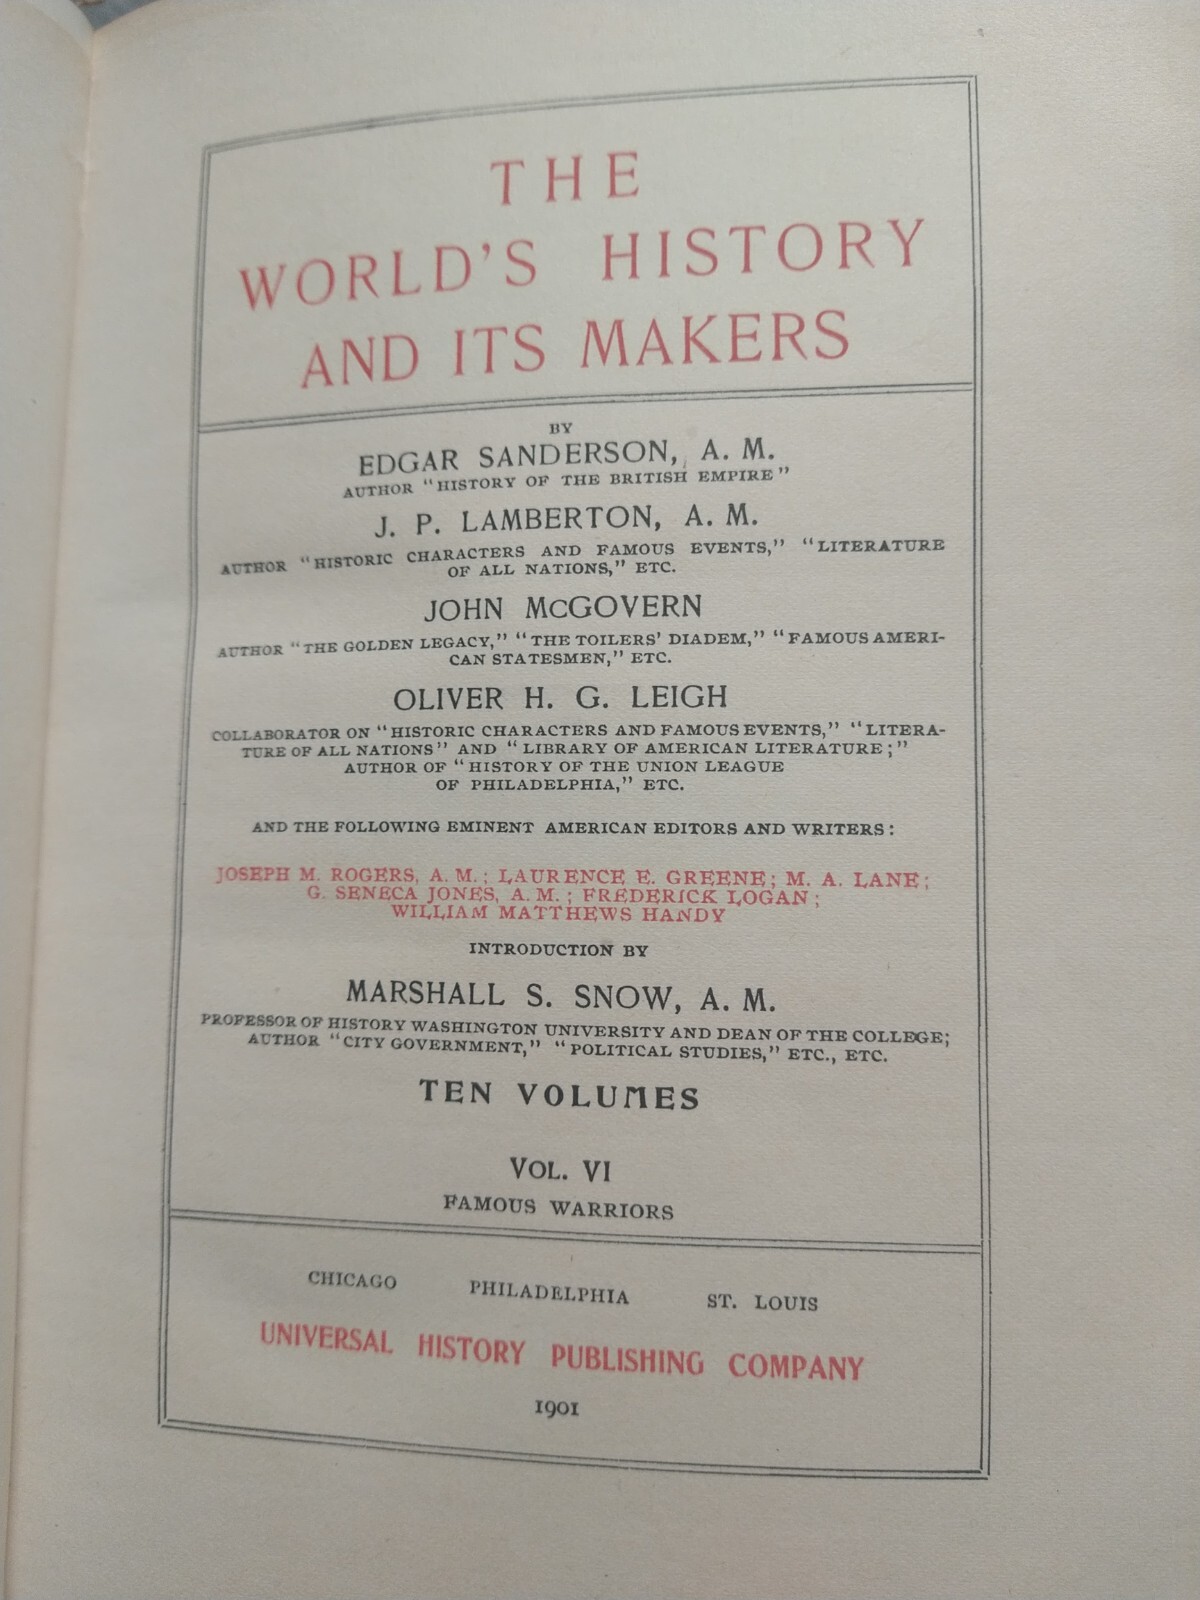 THE
WORLD'S HISTORY
AND ITS MAKERS
BY
EDGAR SANDERSON, A. M.
AUTHOR "HISTORY OF THE BRITISH EMPIRE"
J. P. LAMBERTON, A. M.
AUTHOR "HISTORIC CHARACTERS AND FAMOUS EVENTS," "LITERATURE
OF ALL NATIONS," ETC.
JOHN McGOVERN
AUTHOR "THE GOLDEN LEGACY," "THE TOILERS' DIADEM," "FAMOUS AMERI-
CAN STATESMEN," ETC.
OLIVER H. G. LEIGH
COLLABORATOR ON "HISTORIC CHARACTERS AND FAMOUS EVENTS," "LITERA-
TURE OF ALL NATIONS" AND "LIBRARY OF AMERICAN LITERATURE;"
AUTHOR OF "HISTORY OF THE UNION LEAGUE
OF PHILADELPHIA," ETC.
AND THE FOLLOWING EMINENT AMERICAN EDITORS AND WRITERS:
JOSEPH M. ROGERS, A. M.; LAURENCE E. GREENE; M. A. LANE;
G. SENECA JONES, A. M.; FREDERICK LOGAN;
WILLIAM MATTHEWS HANDY
INTRODUCTION BY
MARSHALL S. SNOW, A. M.
PROFESSOR OF HISTORY WASHINGTON UNIVERSITY AND DEAN OF THE COLLEGE;
AUTHOR "CITY GOVERNMENT," "POLITICAL STUDIES," ETC., ETC.
TEN VOLUMES
VOL. VI
FAMOUS WARRIORS
CHICAGO PHILADELPHIA ST. LOUIS
UNIVERSAL HISTORY PUBLISHING COMPANY
1901